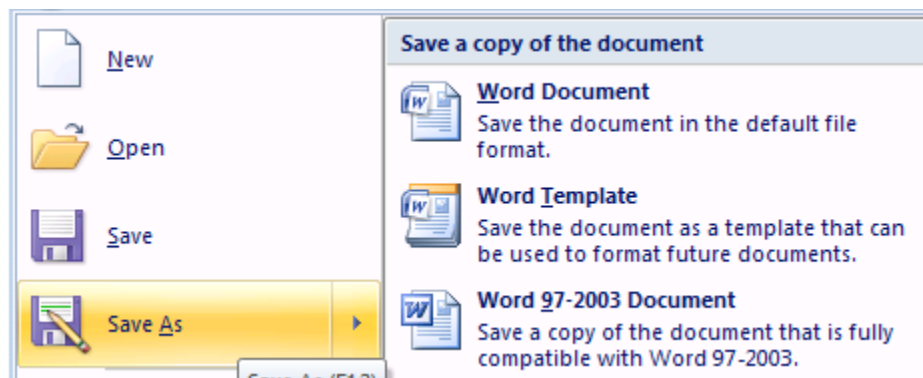 New
Open
Save
Save As
Save a copy of the document
Word Document
Save the document in the default file
format.
Word Template
Save the document as a template that can
be used to format future documents.
Word 97-2003 Document
Save a copy of the document that is fully
compatible with Word 97-2003.